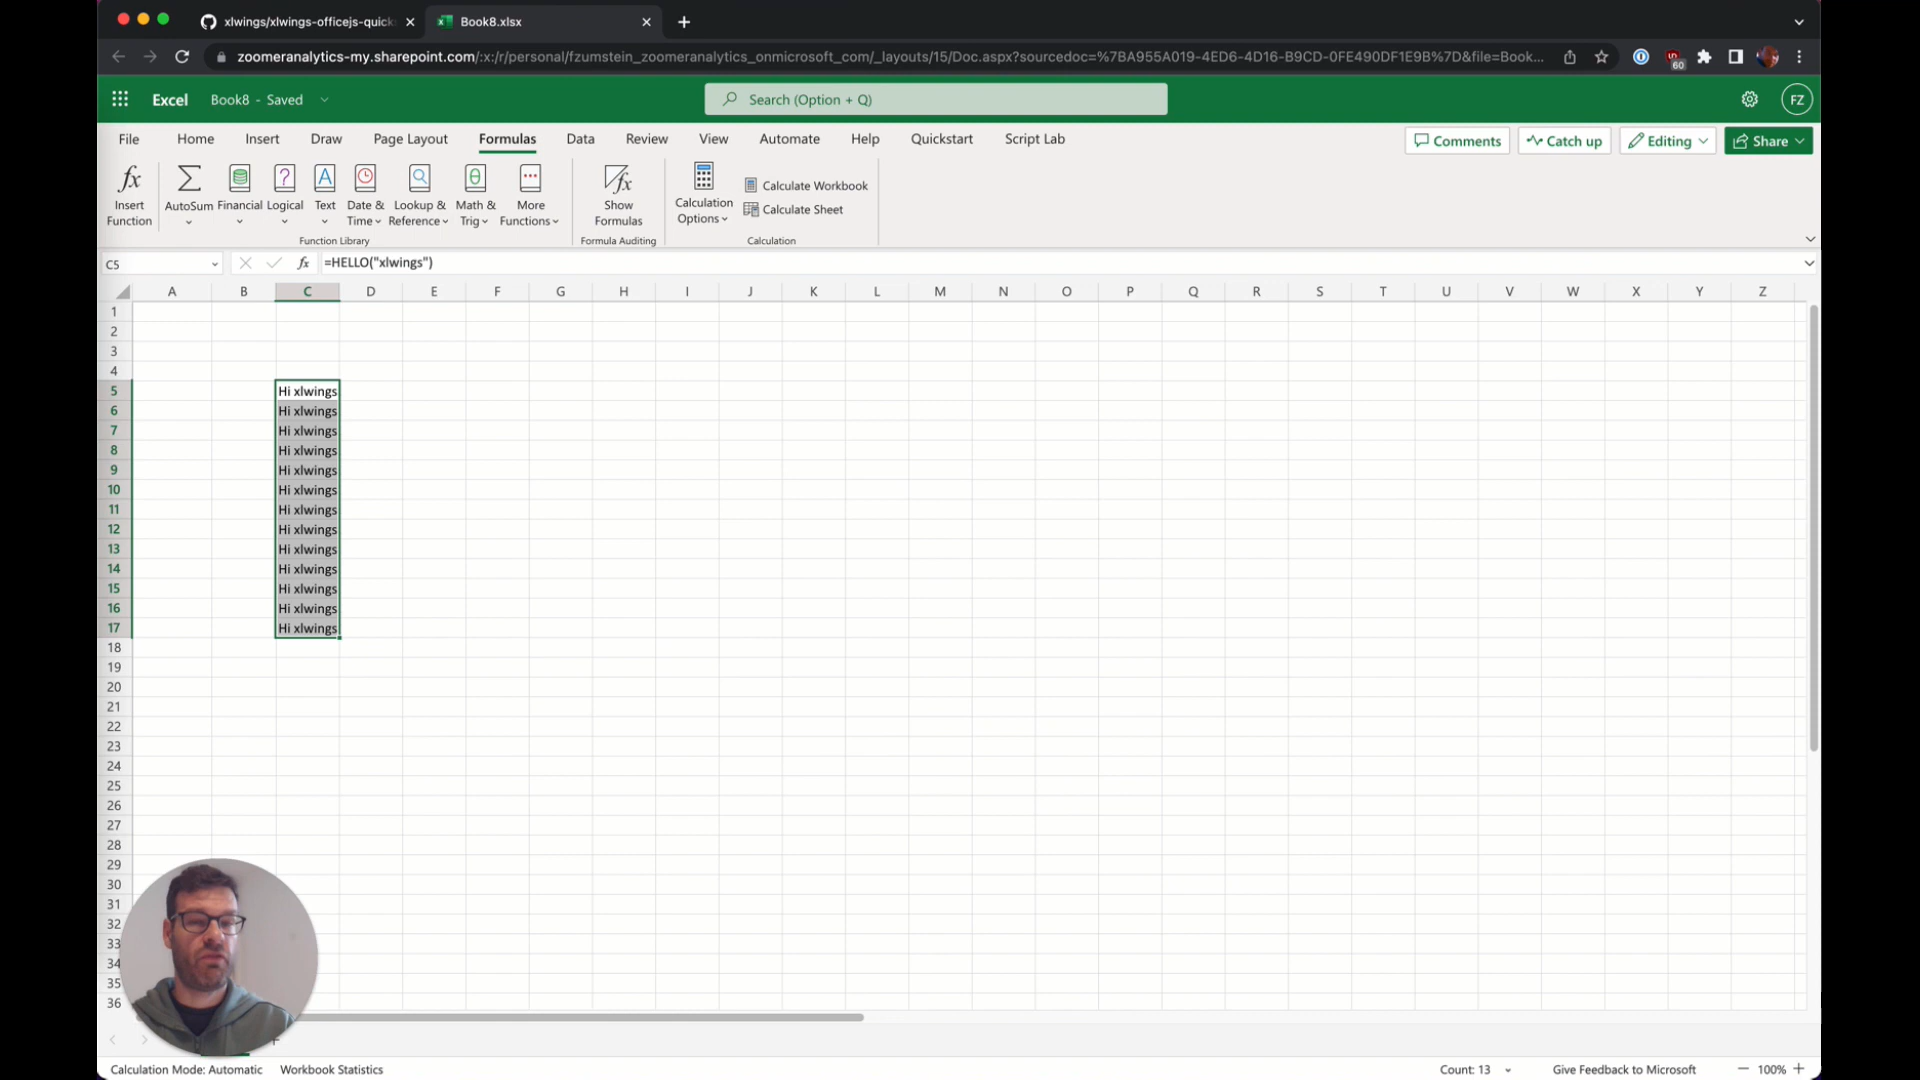 xlwings/xlwings-officejs-quick
Book8.xlsx
zoomeranalytics-my.sharepoint.com/:x:/r/personal/fzumstein_zoomeranalytics_onmicrosoft_com/_layouts/15/Doc.aspx?sourcedoc=%7BA955A019-4ED6-4D16-B9CD-0FE490DF1E9B%7D&file=Book...
60
Excel
Book8 - Saved
Search (Option + Q)
FZ
File Home Insert Draw Page Layout Formulas Data Review View Automate Help Quickstart Script Lab
Comments Catch up Editing Share
Insert Function
AutoSum
Financial
Logical
Text
Date & Time
Lookup & Reference
Math & Trig
More Functions
Show Formulas
Calculation Options
Calculate Workbook
Calculate Sheet
Function Library
Formula Auditing
Calculation
C5
fx
=HELLO("xlwings")
A B C D E F G H I J K L M N O P Q R S T U V W X Y Z
1
2
3
4
5 Hi xlwings
6 Hi xlwings
7 Hi xlwings
8 Hi xlwings
9 Hi xlwings
10 Hi xlwings
11 Hi xlwings
12 Hi xlwings
13 Hi xlwings
14 Hi xlwings
15 Hi xlwings
16 Hi xlwings
17 Hi xlwings
18
19
20
21
22
23
24
25
26
27
28
29
30
31
32
33
34
35
36
Calculation Mode: Automatic Workbook Statistics
Count: 13 Give Feedback to Microsoft 100%